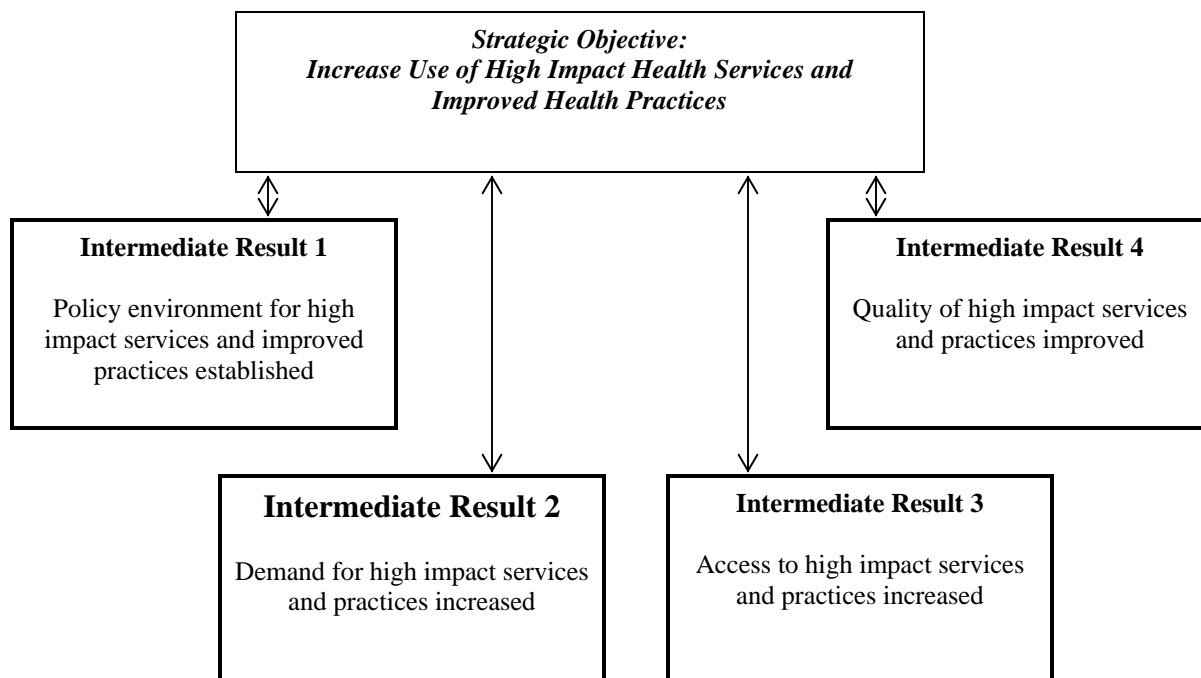 Strategic Objective:
Increase Use of High Impact Health Services and
Improved Health Practices
Intermediate Result 1
Policy environment for high
impact services and improved
practices established
Intermediate Result 4
Quality of high impact services
and practices improved
Intermediate Result 2
Demand for high impact services
and practices increased
Intermediate Result 3
Access to high impact services
and practices increased